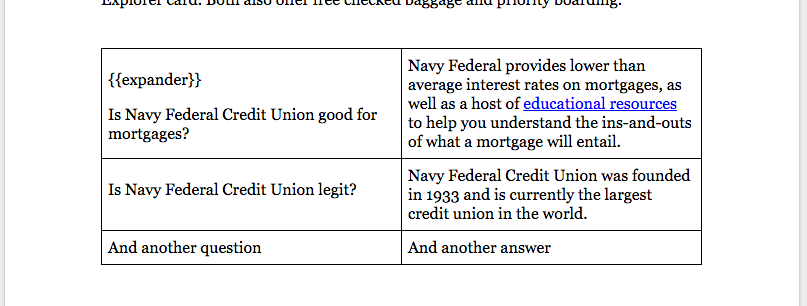 Explorer card. Both also offer free checked baggage and priority boarding.
{{expander}}
Is Navy Federal Credit Union good for
mortgages?
Navy Federal provides lower than
average interest rates on mortgages, as
well as a host of educational resources
to help you understand the ins-and-outs
of what a mortgage will entail.
Is Navy Federal Credit Union legit?
Navy Federal Credit Union was founded
in 1933 and is currently the largest
credit union in the world.
And another question
And another answer